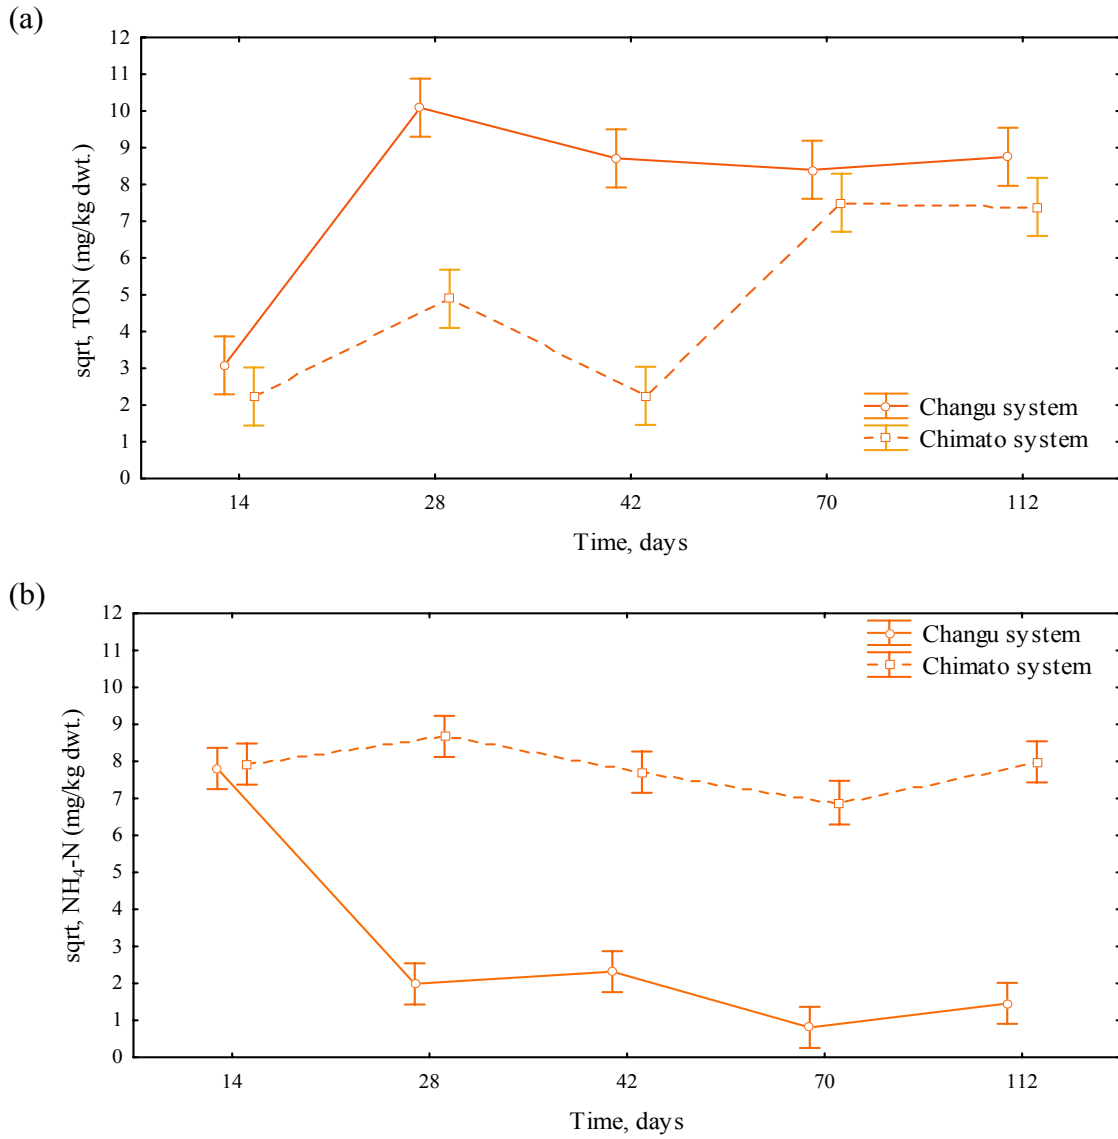 (a)
12
11
10
9
8
7
6
5
4
3
2
1
0
sqrt, TON (mg/kg dwt.)
Changu system
Chimato system
14 28 42 70 112
Time, days
(b)
12
11
10
9
8
7
6
5
4
3
2
1
0
sqrt, NH₄-N (mg/kg dwt.)
Changu system
Chimato system
14 28 42 70 112
Time, days